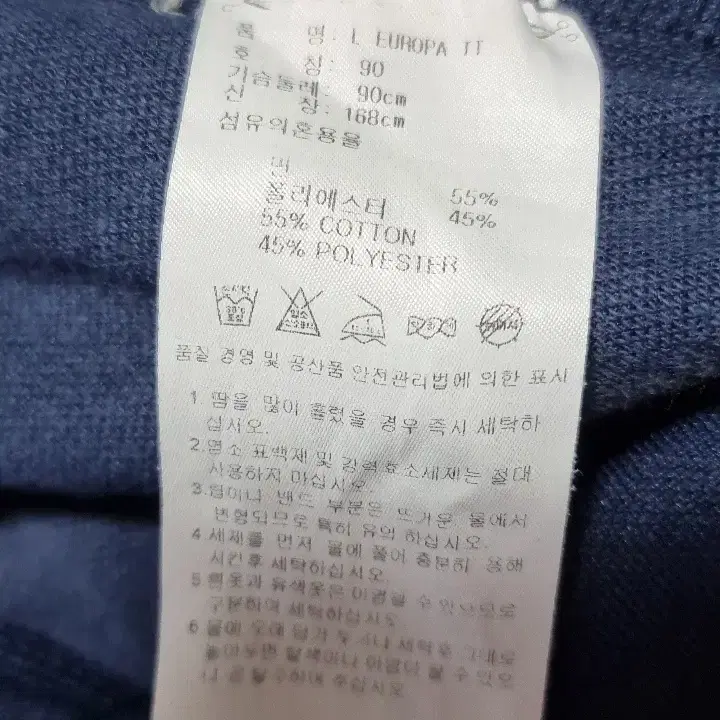 품 명: L EUROPA TT
호 칭: 90
가슴둘레: 90cm
신 장: 168cm
섬유의혼용율
면 55%
폴리에스터 45%
55% COTTON
45% POLYESTER
품질 경영 및 공산품 안전관리법에 의한 표시
1 땀을 많이 흘렸을 경우 즉시 세탁하
십시오.
2.염소 표백제 및 강력효소세제는 절대
사용하지 마십시오.
3.덥이나 밴드 부분은 뜨거운 물에서
변형되므로 특히 유의 하십시오.
4 세제를 먼저 물에 풀어 충분히 용해
시킨후 세탁하십시오
5 흰옷과 유색옷은 이염될 수 있으므로
구분하여 세탁하십시오.
6 물에 오래 담거 두시나 세탁후 그대로
놓아두면 탈색이나 이염이 될 수 있으